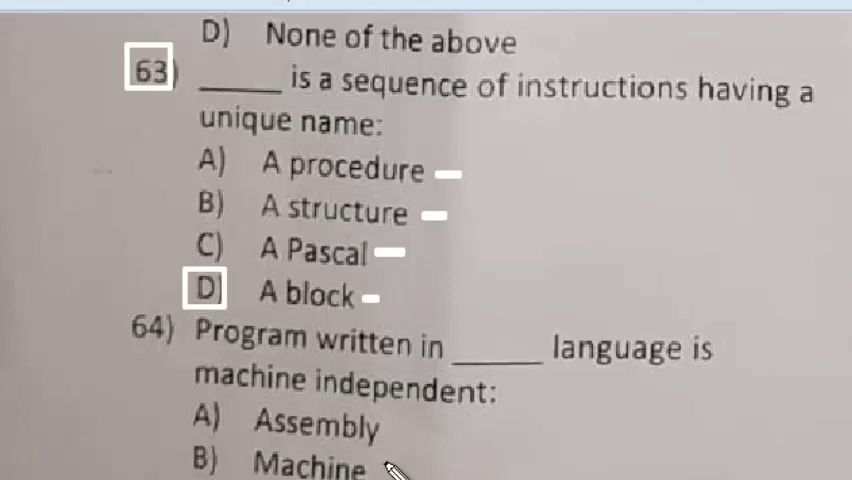 D) None of the above
63) _____ is a sequence of instructions having a
unique name:
A) A procedure
B) A structure
C) A Pascal
D) A block
64) Program written in ______ language is
machine independent:
A) Assembly
B) Machine